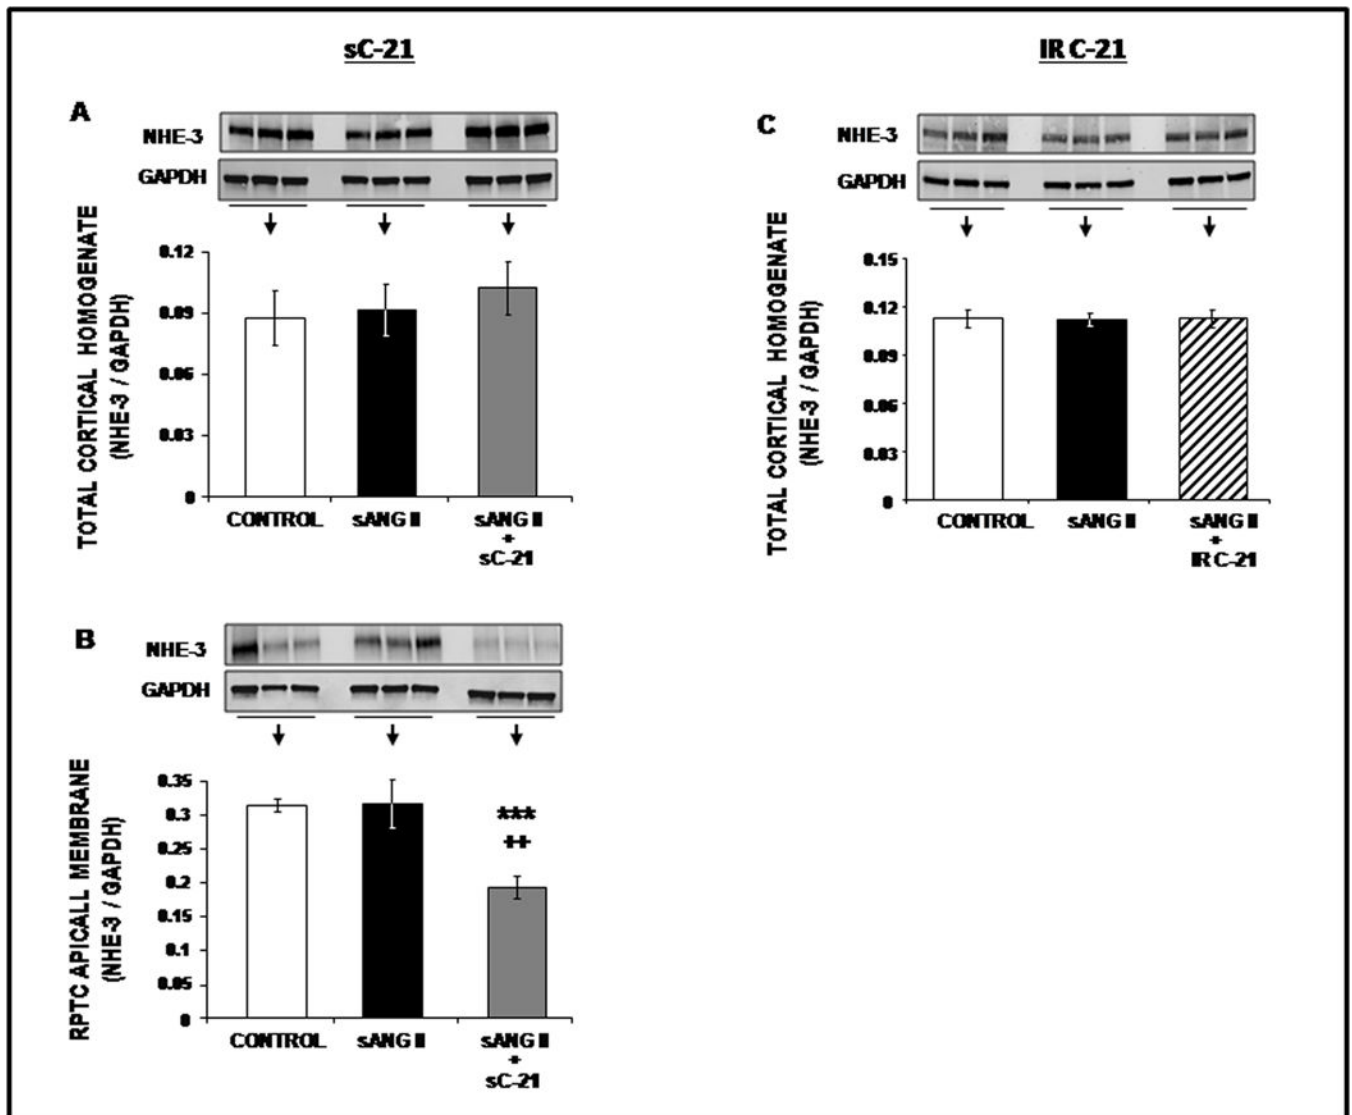 sC-21
IR C-21
A
NHE-3
GAPDH
TOTAL CORTICAL HOMOGENATE
(NHE-3 / GAPDH)
0.12
0.09
0.06
0.03
0
CONTROL
sANG II
sANG II
+
sC-21
C
NHE-3
GAPDH
TOTAL CORTICAL HOMOGENATE
(NHE-3 / GAPDH)
0.15
0.12
0.09
0.06
0.03
0
CONTROL
sANG II
sANG II
+
IR C-21
B
NHE-3
GAPDH
RPTC APICALL MEMBRANE
(NHE-3 / GAPDH)
0.35
0.3
0.25
0.2
0.15
0.1
0.05
0
***
++
CONTROL
sANG II
sANG II
+
sC-21